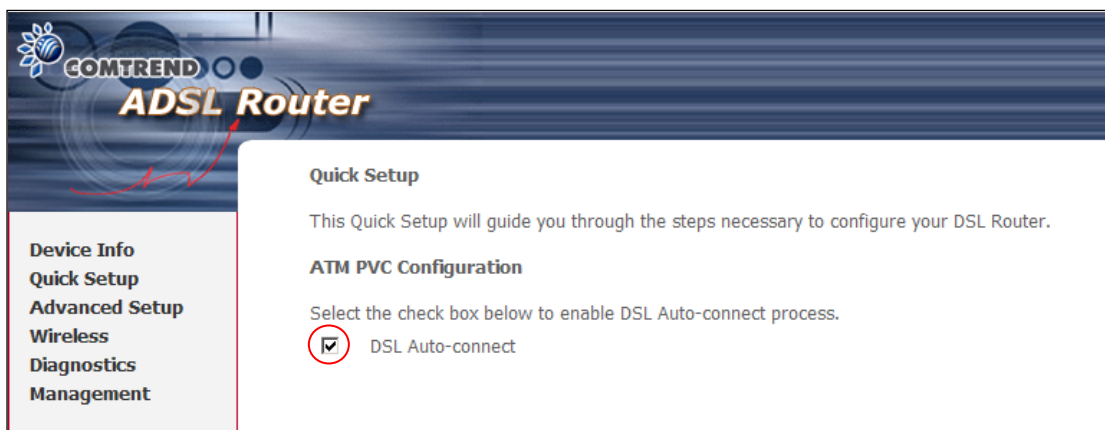 COMTREND
ADSL Router
Quick Setup
This Quick Setup will guide you through the steps necessary to configure your DSL Router.
ATM PVC Configuration
Select the check box below to enable DSL Auto-connect process.
DSL Auto-connect
Device Info
Quick Setup
Advanced Setup
Wireless
Diagnostics
Management